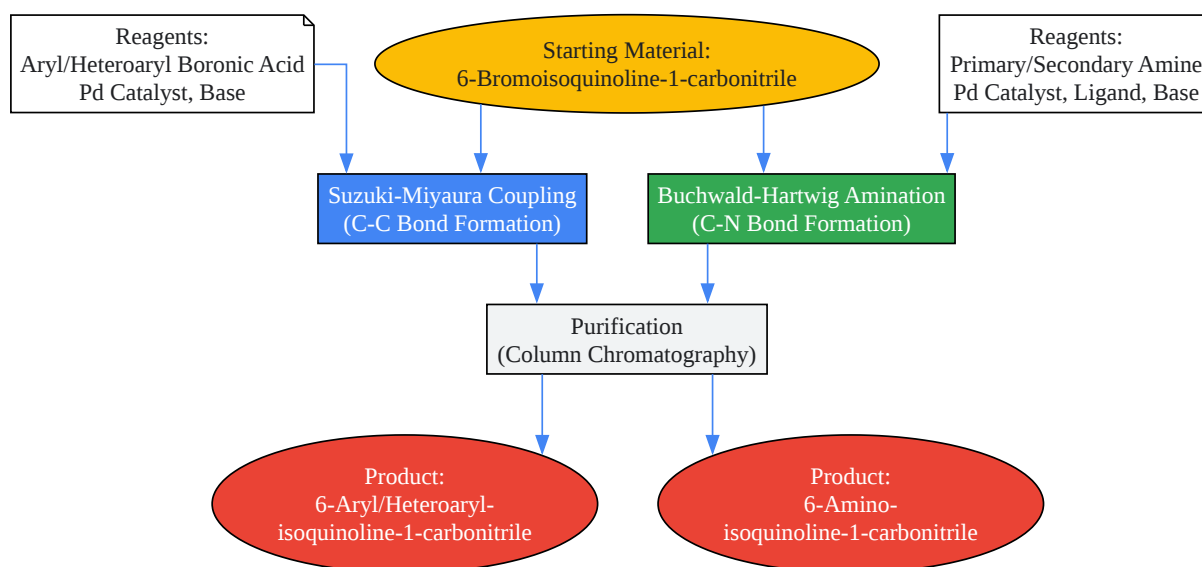 Reagents:
Aryl/Heteroaryl Boronic Acid
Pd Catalyst, Base
Starting Material:
6-Bromoisoquinoline-1-carbonitrile
Reagents:
Primary/Secondary Amine
Pd Catalyst, Ligand, Base
Suzuki-Miyaura Coupling
(C-C Bond Formation)
Buchwald-Hartwig Amination
(C-N Bond Formation)
Purification
(Column Chromatography)
Product:
6-Aryl/Heteroaryl-
isoquinoline-1-carbonitrile
Product:
6-Amino-
isoquinoline-1-carbonitrile